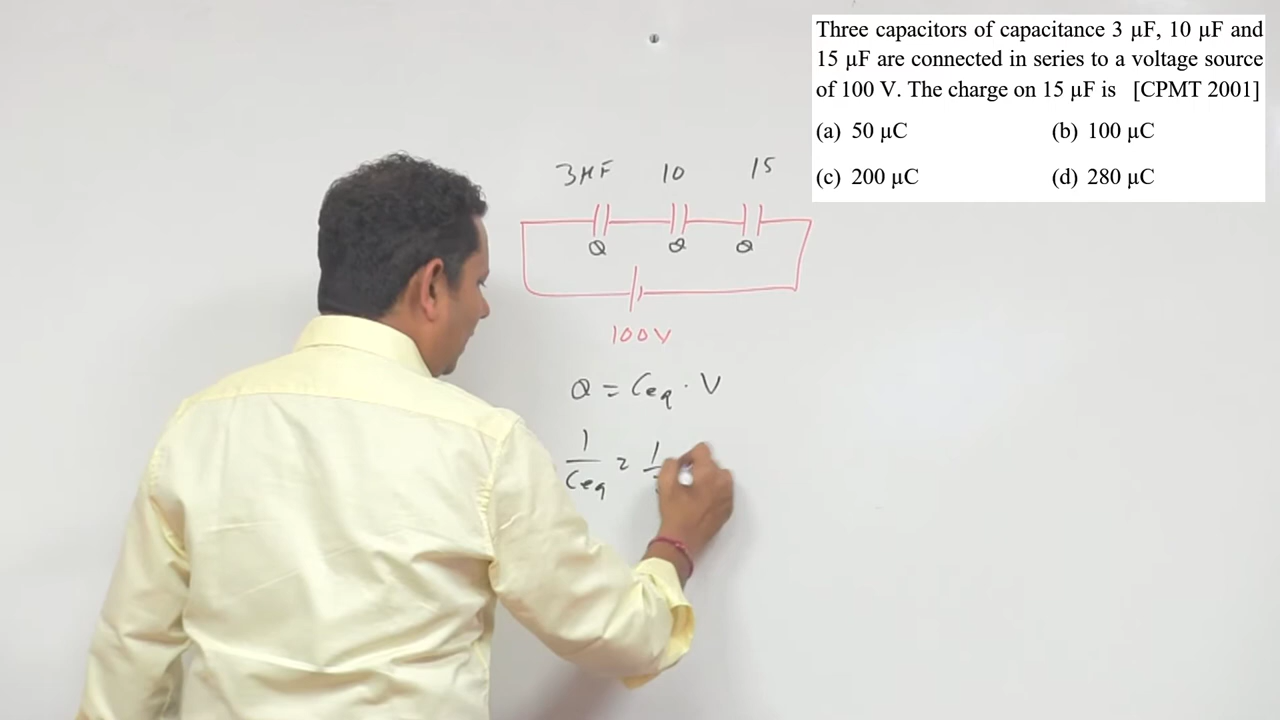 Three capacitors of capacitance 3 µF, 10 µF and
15 µF are connected in series to a voltage source
of 100 V. The charge on 15 µF is [CPMT 2001]
(a) 50 µC (b) 100 µC
(c) 200 µC (d) 280 µC
3µF 10 15
Q Q Q
100V
Q = Ceq · V
1/Ceq = 1/